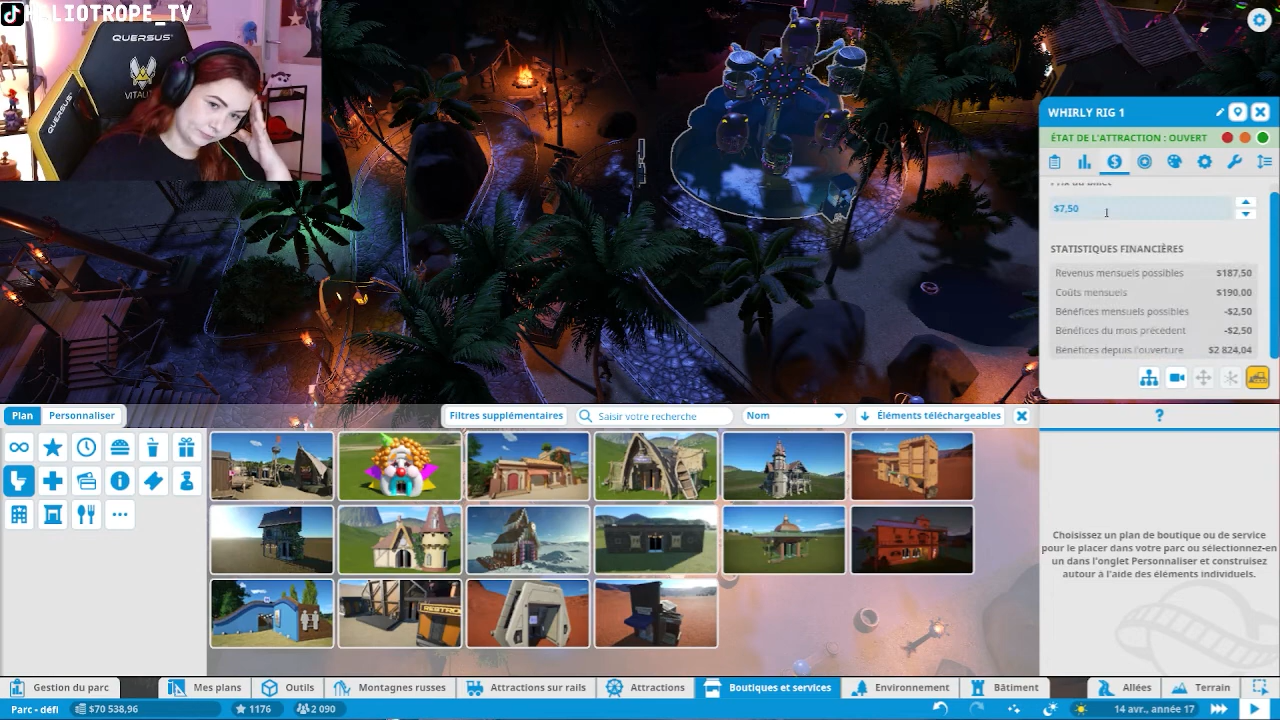 HELIOTROPE_TV
QUERSUS
VITALI
QUERSUS
WHIRLY RIG 1
ÉTAT DE L'ATTRACTION : OUVERT
Prix du billet
$7,50
STATISTIQUES FINANCIÈRES
Revenus mensuels possibles $187,50
Coûts mensuels $190,00
Bénéfices mensuels possibles -$2,50
Bénéfices du mois précédent -$2,50
Bénéfices depuis l'ouverture $2 824,04
Plan Personnaliser
Filtres supplémentaires
Saisir votre recherche
Nom
Éléments téléchargeables
?
Choisissez un plan de boutique ou de service
pour le placer dans votre parc ou sélectionnez-en
un dans l'onglet Personnaliser et construisez
autour à l'aide des éléments individuels.
Gestion du parc
Mes plans
Outils
Montagnes russes
Attractions sur rails
Attractions
Boutiques et services
Environnement
Bâtiment
Allées
Terrain
Parc - défi
$70 538,96
1176
2 090
14 avr., année 17